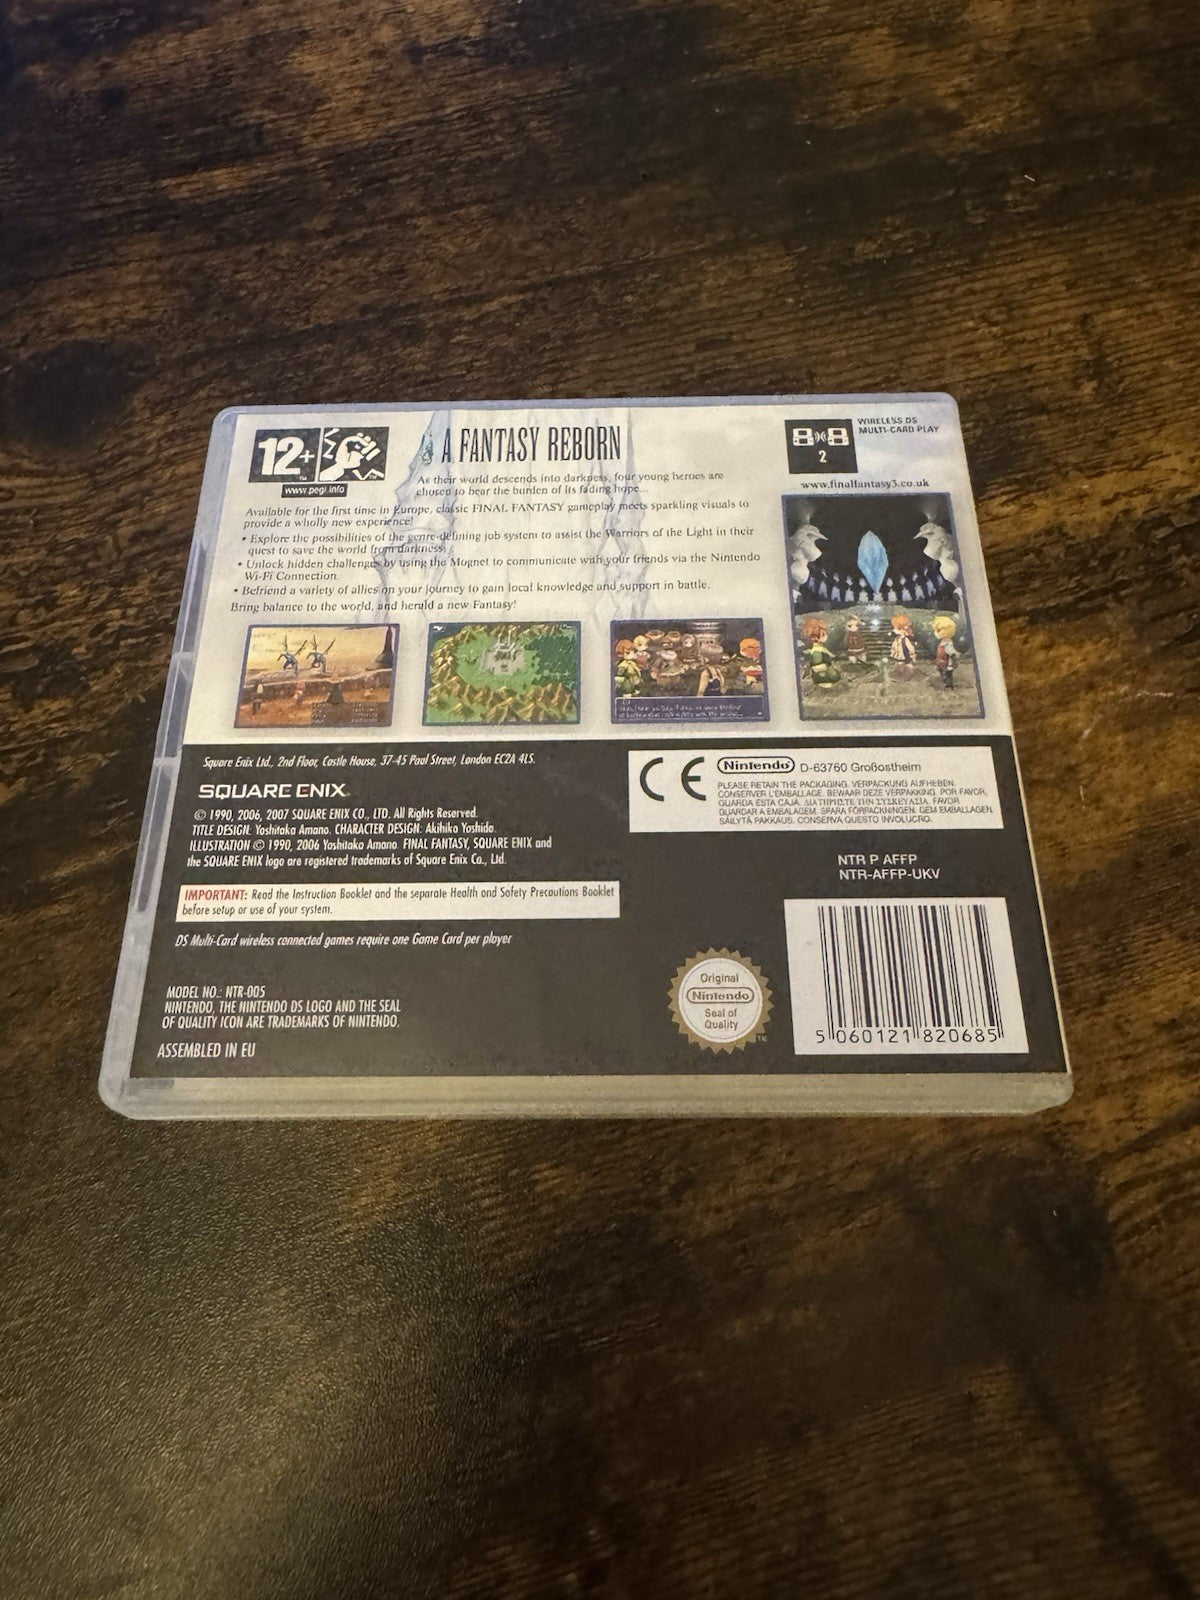 12+
www.pegi.info
A FANTASY REBORN
As their world descends into darkness, four young heroes are
chosen to bear the burden of its fading hope...
Available for the first time in Europe, classic FINAL FANTASY gameplay meets sparkling visuals to
provide a wholly new experience!
• Explore the possibilities of the genre-defining job system to assist the Warriors of the Light in their
quest to save the world from darkness.
• Unlock hidden challenges by using the Mognet to communicate with your friends via the Nintendo
Wi-Fi Connection.
• Befriend a variety of allies on your journey to gain local knowledge and support in battle.
Bring balance to the world, and herald a new Fantasy!
2
WIRELESS DS
MULTI-CARD PLAY
www.finalfantasy3.co.uk
Square Enix Ltd., 2nd Floor, Castle House, 37-45 Paul Street, London EC2A 4LS.
SQUARE ENIX
© 1990, 2006, 2007 SQUARE ENIX CO., LTD. All Rights Reserved.
TITLE DESIGN: Yoshitaka Amano. CHARACTER DESIGN: Akihiko Yoshida.
ILLUSTRATION © 1990, 2006 Yoshitaka Amano. FINAL FANTASY, SQUARE ENIX and
the SQUARE ENIX logo are registered trademarks of Square Enix Co., Ltd.
IMPORTANT: Read the Instruction Booklet and the separate Health and Safety Precautions Booklet
before setup or use of your system.
DS Multi-Card wireless connected games require one Game Card per player
MODEL NO.: NTR-005
NINTENDO, THE NINTENDO DS LOGO AND THE SEAL
OF QUALITY ICON ARE TRADEMARKS OF NINTENDO.
ASSEMBLED IN EU
CE
Nintendo D-63760 Großostheim
PLEASE RETAIN THE PACKAGING. VERPACKUNG AUFHEBEN.
CONSERVER L'EMBALLAGE. BEWAAR DEZE VERPAKKING. POR FAVOR,
GUARDA ESTA CAJA. ΔΙΑΤΗΡΗΣΤΕ ΤΗΝ ΣΥΣΚΕΥΑΣΙΑ. FAVOR
GUARDAR A EMBALAGEM. SPARA FÖRPACKNINGEN. GEM EMBALLAGEN.
SÄILYTÄ PAKKAUS. CONSERVA QUESTO INVOLUCRO.
NTR P AFFP
NTR-AFFP-UKV
Original
Nintendo
Seal of
Quality
TM
5 060121 820685